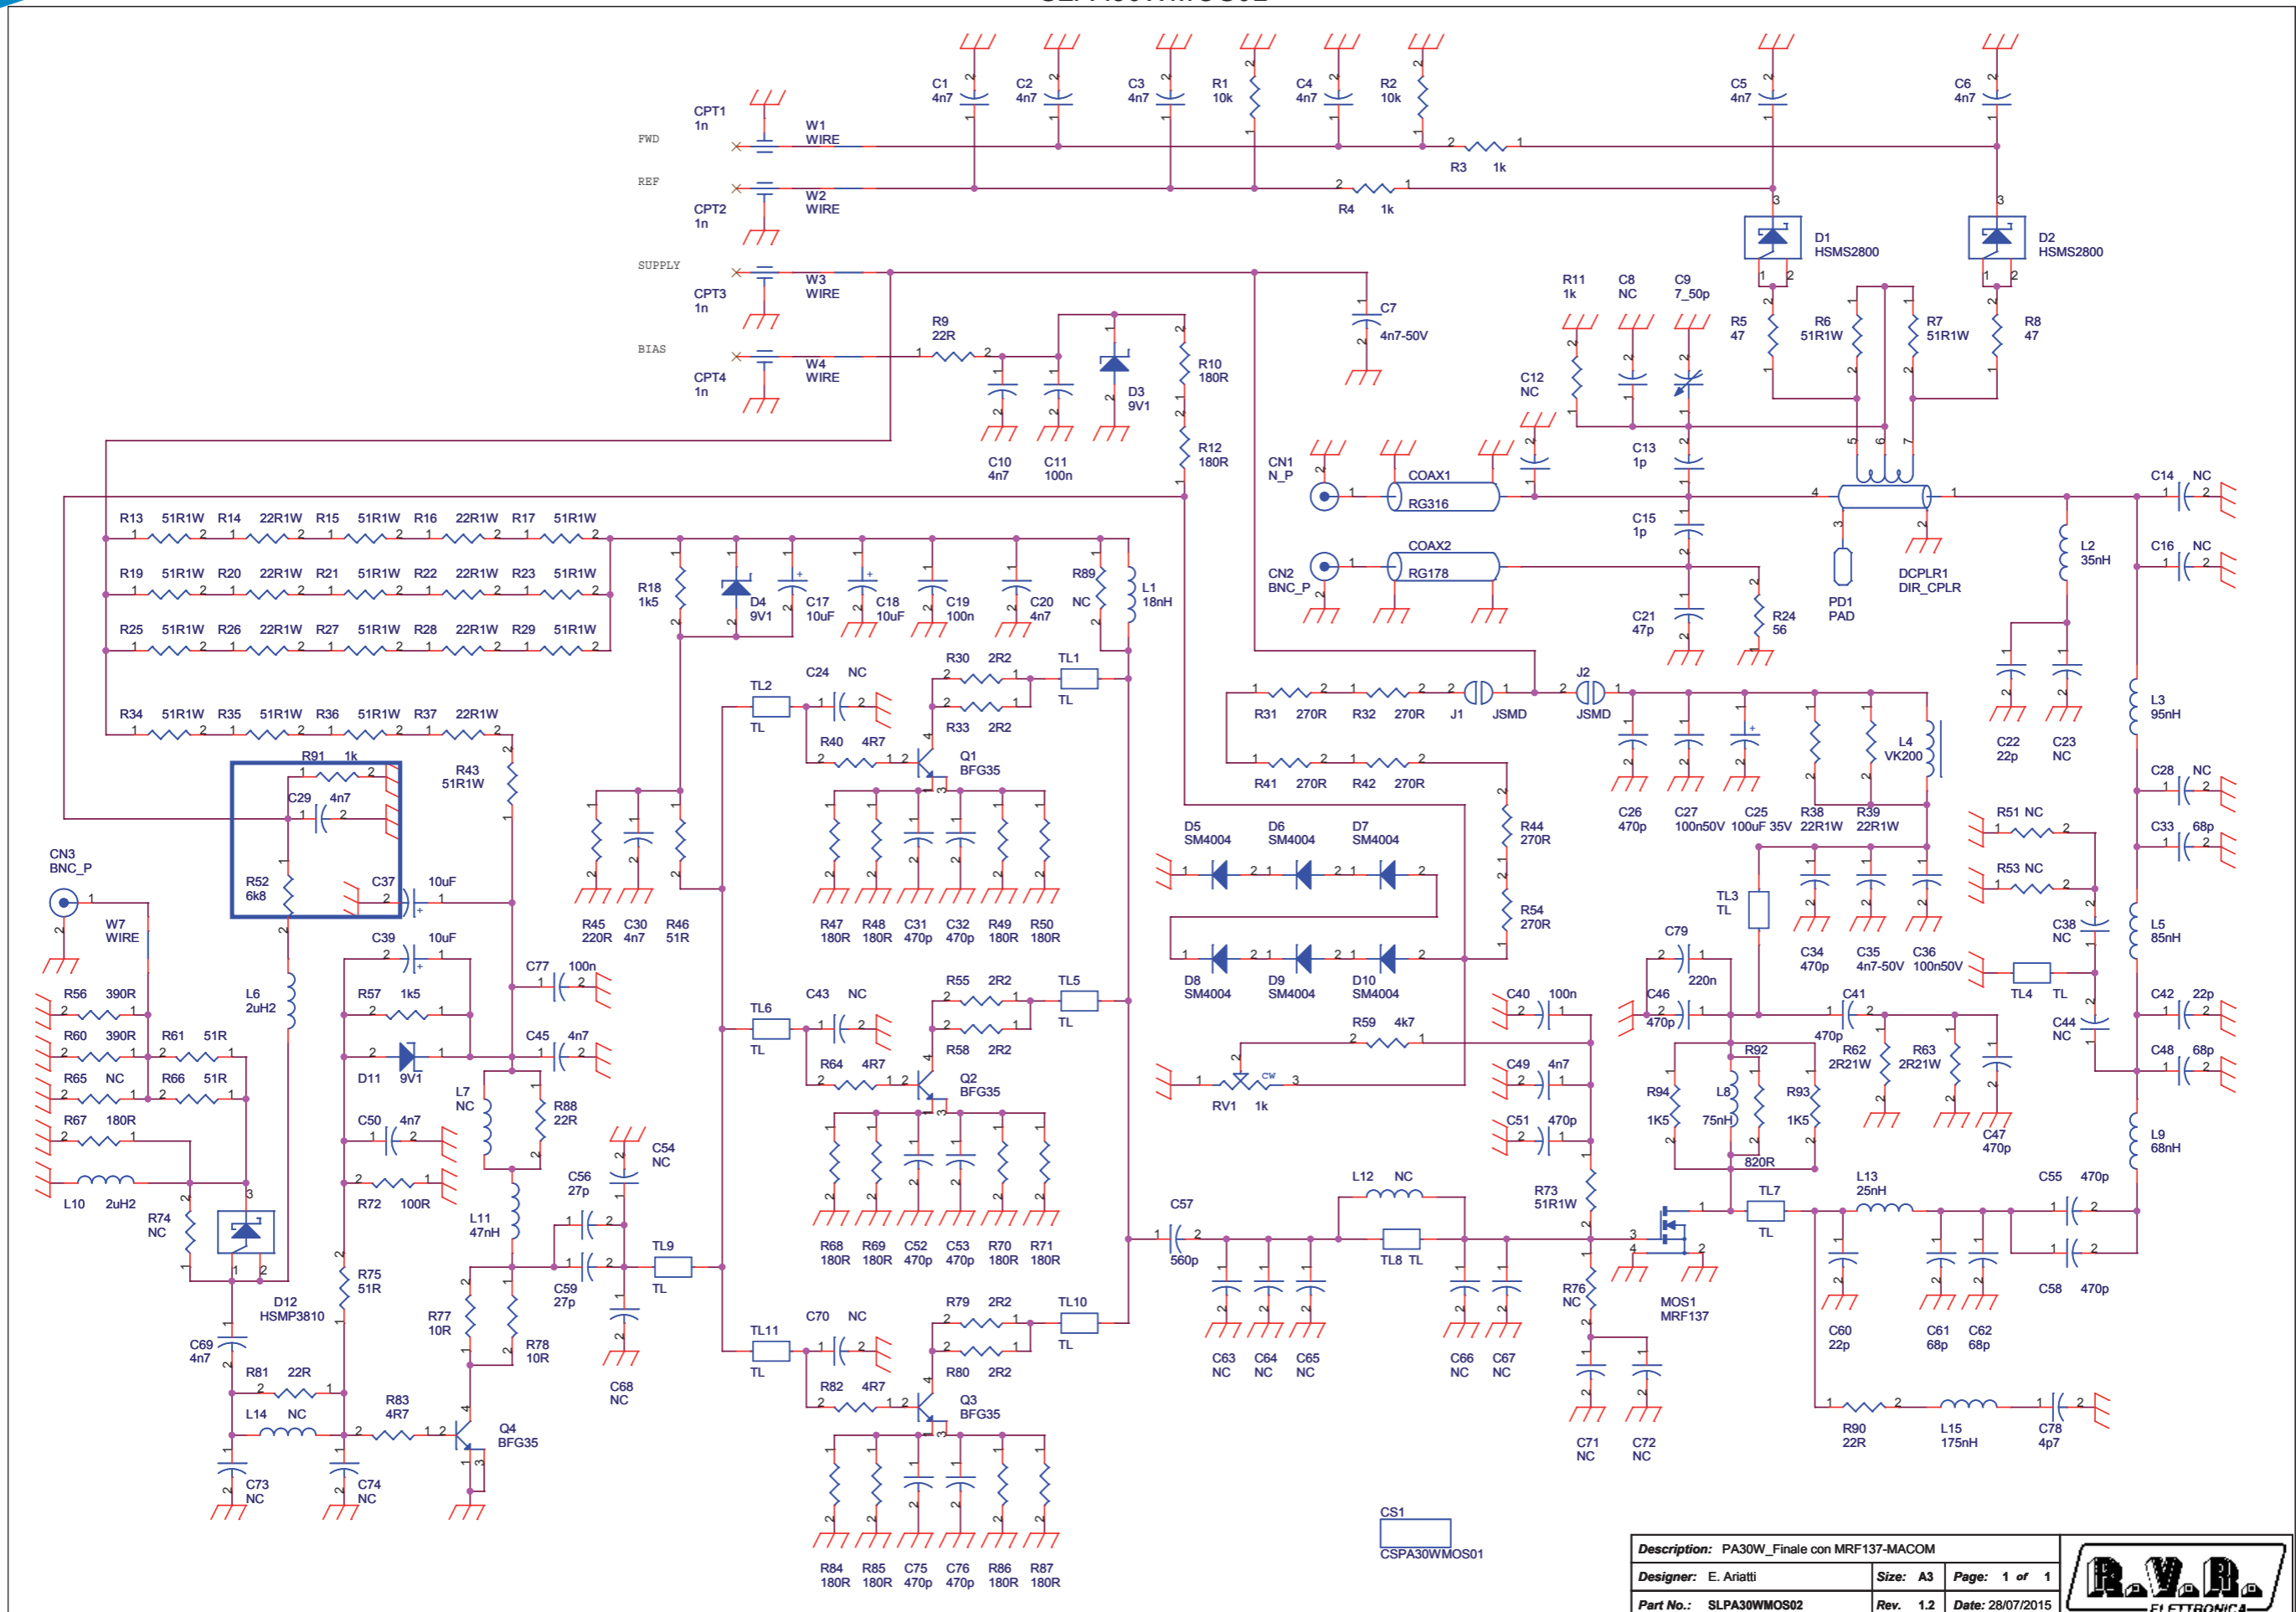 C1 4n7
C2 4n7
C3 4n7
R1 10k
C4 4n7
R2 10k
C5 4n7
C6 4n7
CPT1 1n
FWD
W1 WIRE
R3 1k
REF
CPT2 1n
W2 WIRE
R4 1k
D1 HSMS2800
D2 HSMS2800
SUPPLY
CPT3 1n
W3 WIRE
C7 4n7-50V
R11 1k
C8 NC
C9 7_50p
R5 47
R6 51R1W
R7 51R1W
R8 47
BIAS
CPT4 1n
W4 WIRE
R9 22R
D3 9V1
R10 180R
R12 180R
C10 4n7
C11 100n
C12 NC
C13 1p
CN1 N_P
COAX1
RG316
C14 NC
C15 1p
COAX2
RG178
CN2 BNC_P
C16 NC
L2 35nH
DCPLR1 DIR_CPLR
PD1 PAD
C21 47p
R24 56
R13 51R1W R14 22R1W R15 51R1W R16 22R1W R17 51R1W
R19 51R1W R20 22R1W R21 51R1W R22 22R1W R23 51R1W
R25 51R1W R26 22R1W R27 51R1W R28 22R1W R29 51R1W
R34 51R1W R35 51R1W R36 51R1W R37 22R1W
R18 1k5
D4 9V1
C17 10uF
C18 10uF
C19 100n
C20 4n7
R89 NC
L1 18nH
R91 1k
C29 4n7
R52 6k8
R43 51R1W
C37 10uF
CN3 BNC_P
W7 WIRE
C39 10uF
R57 1k5
D11 9V1
C77 100n
C45 4n7
L6 2uH2
R56 390R
R60 390R
R65 NC
R67 180R
R61 51R
R66 51R
L10 2uH2
R74 NC
D12 HSMP3810
C50 4n7
R72 100R
L7 NC
R88 22R
L11 47nH
R75 51R
R77 10R
R78 10R
C69 4n7
R81 22R
L14 NC
R83 4R7
Q4 BFG35
C73 NC
C74 NC
C54 NC
C56 27p
C59 27p
C68 NC
TL9 TL
TL2 TL
C24 NC
R40 4R7
R30 2R2
R33 2R2
TL1 TL
Q1 BFG35
R45 220R
C30 4n7
R46 51R
R47 180R
R48 180R
C31 470p
C32 470p
R49 180R
R50 180R
TL6 TL
C43 NC
R64 4R7
R55 2R2
R58 2R2
TL5 TL
Q2 BFG35
R68 180R
R69 180R
C52 470p
C53 470p
R70 180R
R71 180R
TL11 TL
C70 NC
R82 4R7
R79 2R2
R80 2R2
TL10 TL
Q3 BFG35
R84 180R
R85 180R
C75 470p
C76 470p
R86 180R
R87 180R
R31 270R
R32 270R
J1 JSMD
J2 JSMD
R41 270R
R42 270R
R44 270R
R54 270R
D5 SM4004
D6 SM4004
D7 SM4004
D8 SM4004
D9 SM4004
D10 SM4004
R59 4k7
RV1 1k
CW
C40 100n
C49 4n7
C51 470p
R73 51R1W
C57 560p
L12 NC
TL8 TL
C63 NC
C64 NC
C65 NC
C66 NC
C67 NC
R76 NC
C71 NC
C72 NC
MOS1 MRF137
C26 470p
C27 100n50V
C25 100uF 35V
R38 22R1W
R39 22R1W
L4 VK200
TL3 TL
C34 470p
C35 4n7-50V
C36 100n50V
C79 220n
C46 470p
C41 470p
R62 2R21W
R63 2R21W
C47 470p
R94 1K5
L8 75nH
R92 820R
R93 1K5
TL7 TL
L13 25nH
C60 22p
C61 68p
C62 68p
C55 470p
C58 470p
R90 22R
L15 175nH
C78 4p7
C22 22p
C23 NC
L3 95nH
C28 NC
C33 68p
R51 NC
R53 NC
C38 NC
TL4 TL
C44 NC
L5 85nH
C42 22p
C48 68p
L9 68nH
CS1
CSPA30WMOS01
Description: PA30W_Finale con MRF137-MACOM
Designer: E. Ariatti Size: A3 Page: 1 of 1
Part No.: SLPA30WMOS02 Rev. 1.2 Date: 28/07/2015
R.V.R.
ELETTRONICA